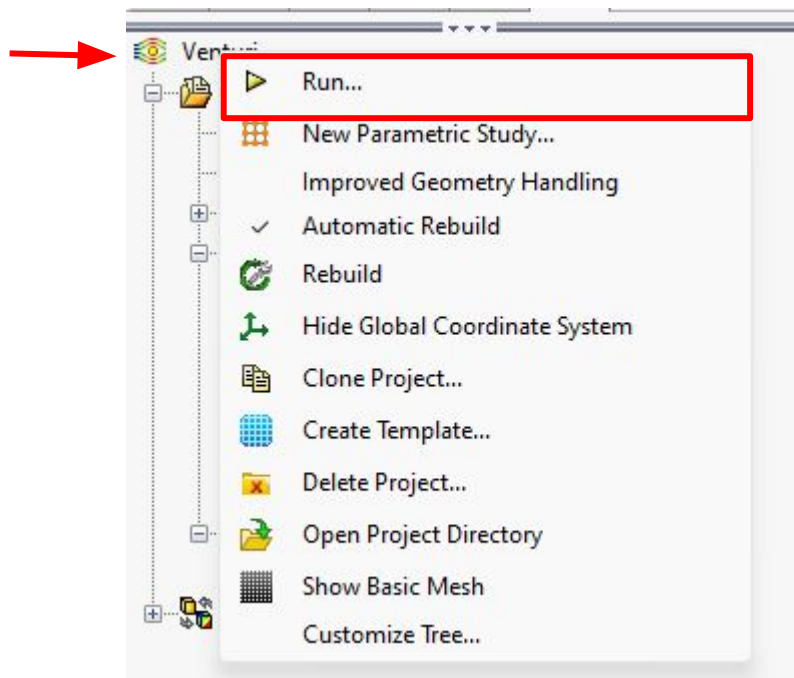 Venturi
Run...
New Parametric Study...
Improved Geometry Handling
Automatic Rebuild
Rebuild
Hide Global Coordinate System
Clone Project...
Create Template...
Delete Project...
Open Project Directory
Show Basic Mesh
Customize Tree...